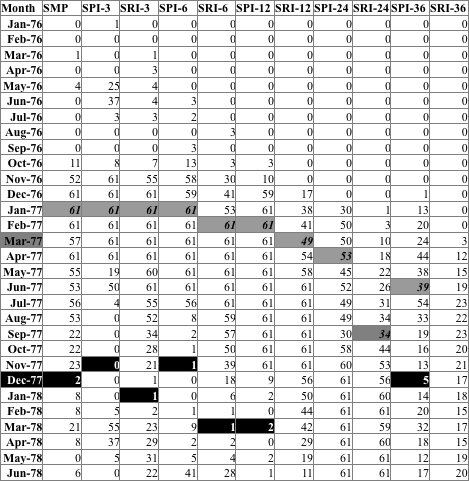 Month SMP SPI-3 SRI-3 SPI-6 SRI-6 SPI-12 SRI-12 SPI-24 SRI-24 SPI-36 SRI-36
Jan-76 0 1 0 0 0 0 0 0 0 0 0
Feb-76 0 0 0 0 0 0 0 0 0 0 0
Mar-76 1 0 1 0 0 0 0 0 0 0 0
Apr-76 0 0 3 0 0 0 0 0 0 0 0
May-76 4 25 4 0 0 0 0 0 0 0 0
Jun-76 0 37 4 3 0 0 0 0 0 0 0
Jul-76 0 3 3 2 0 0 0 0 0 0 0
Aug-76 0 0 0 0 3 0 0 0 0 0 0
Sep-76 0 0 0 3 0 0 0 0 0 0 0
Oct-76 11 8 7 13 3 3 0 0 0 0 0
Nov-76 52 61 55 58 30 10 0 0 0 0 0
Dec-76 61 61 61 59 41 59 17 0 0 1 0
Jan-77 61 61 61 61 53 61 38 30 1 13 0
Feb-77 61 61 61 61 61 61 41 50 3 20 0
Mar-77 57 61 61 61 61 61 49 50 10 24 0
Apr-77 61 61 61 61 61 61 54 53 18 44 12
May-77 55 19 60 61 61 61 58 45 22 38 15
Jun-77 53 50 61 61 61 61 61 52 26 39 19
Jul-77 56 4 55 56 61 61 61 49 31 54 23
Aug-77 53 0 52 8 59 61 61 49 34 33 22
Sep-77 22 0 34 2 57 61 61 30 34 19 23
Oct-77 22 0 28 1 50 61 61 58 44 16 20
Nov-77 23 0 21 1 39 61 61 60 53 13 21
Dec-77 2 0 1 0 18 9 56 61 56 5 17
Jan-78 8 0 1 0 6 2 50 61 60 14 18
Feb-78 8 5 2 1 1 0 44 61 61 20 15
Mar-78 21 55 23 9 1 2 42 61 59 32 17
Apr-78 8 37 29 2 2 0 29 61 60 18 15
May-78 0 5 31 5 4 2 19 61 61 12 19
Jun-78 6 0 22 41 28 1 11 61 61 17 20